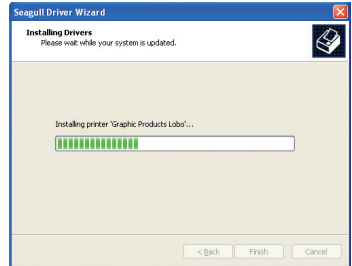 Seagull Driver Wizard
Installing Drivers
Please wait while your system is updated.
Installing printer 'Graphic Products Lobo'...
< Back
Finish
Cancel